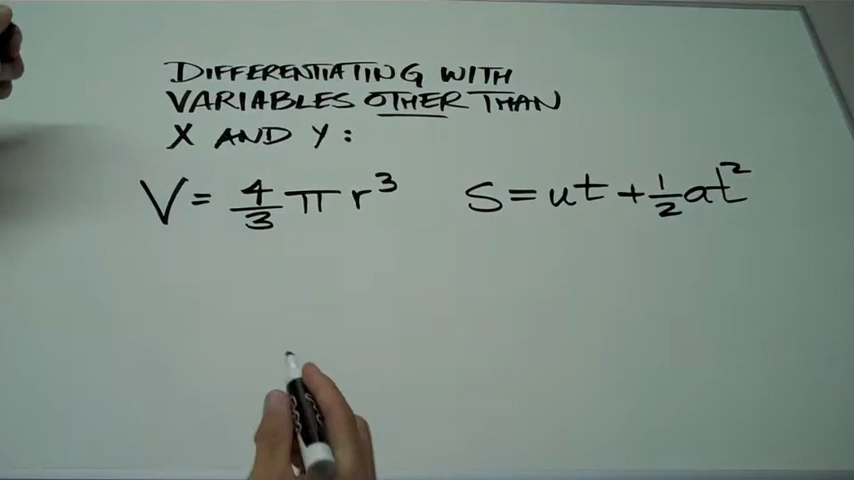 DIFFERENTIATING WITH
VARIABLES OTHER THAN
X AND Y:
V = 4/3 π r³
S = ut + 1/2 at²